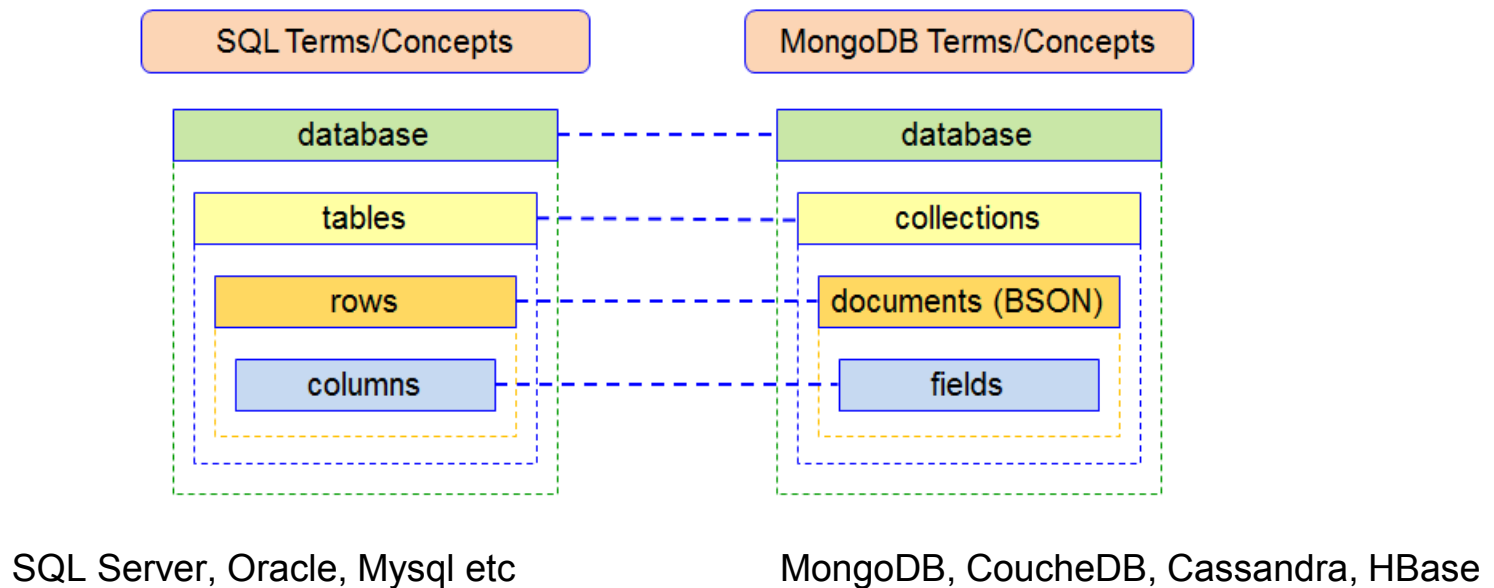 SQL Terms/Concepts
MongoDB Terms/Concepts
database
database
tables
collections
rows
documents (BSON)
columns
fields
SQL Server, Oracle, Mysql etc
MongoDB, CoucheDB, Cassandra, HBase